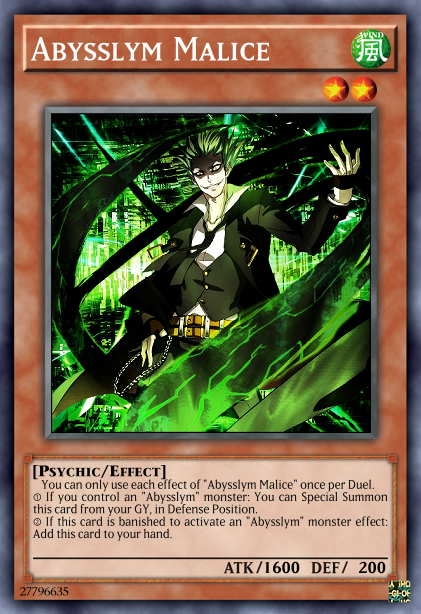 Abysslym Malice
WIND
風
[Psychic/Effect]
You can only use each effect of "Abysslym Malice" once per Duel.
① If you control an "Abysslym" monster: You can Special Summon
this card from your GY, in Defense Position.
② If this card is banished to activate an "Abysslym" monster effect:
Add this card to your hand.
ATK/1600 DEF/ 200
27796635